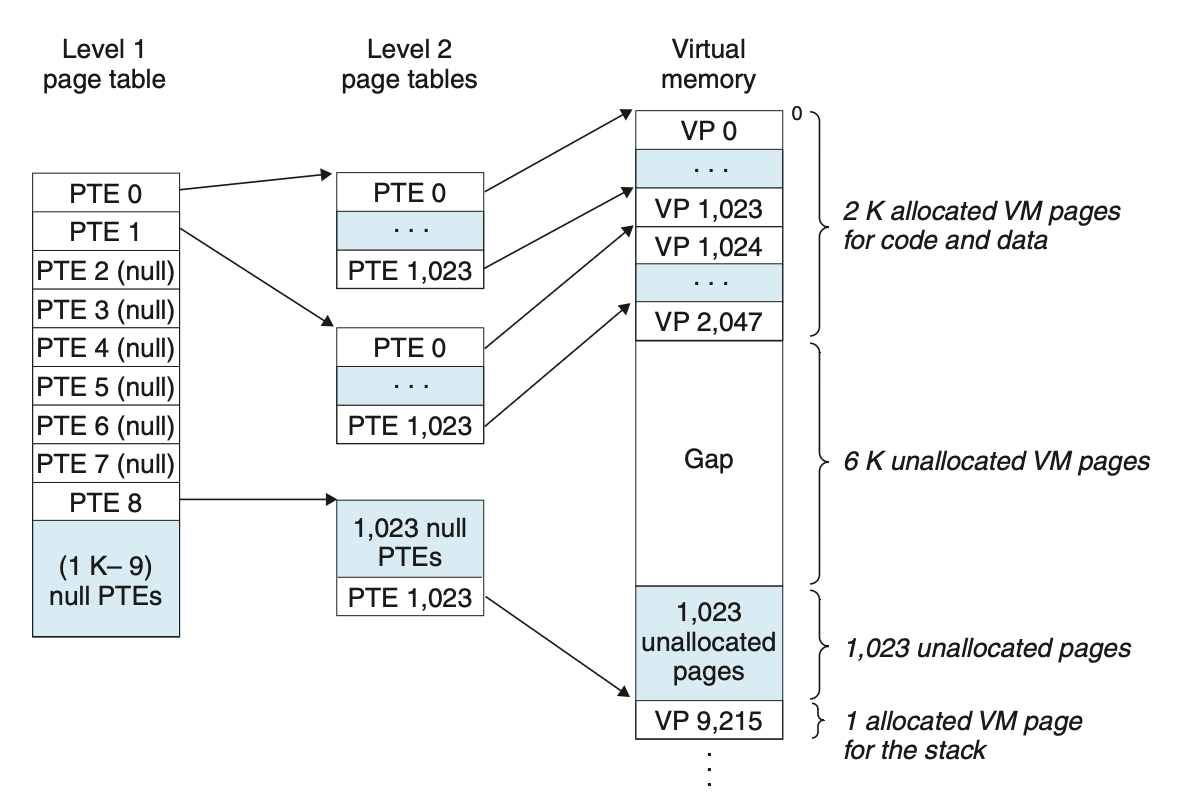 Level 1
page table
Level 2
page tables
Virtual
memory
PTE 0
PTE 1
PTE 2 (null)
PTE 3 (null)
PTE 4 (null)
PTE 5 (null)
PTE 6 (null)
PTE 7 (null)
PTE 8
(1 K– 9)
null PTEs
PTE 0
. . .
PTE 1,023
PTE 0
. . .
PTE 1,023
1,023 null
PTEs
PTE 1,023
0
VP 0
. . .
VP 1,023
VP 1,024
. . .
VP 2,047
Gap
1,023
unallocated
pages
VP 9,215
.
.
.
2 K allocated VM pages
for code and data
6 K unallocated VM pages
1,023 unallocated pages
1 allocated VM page
for the stack